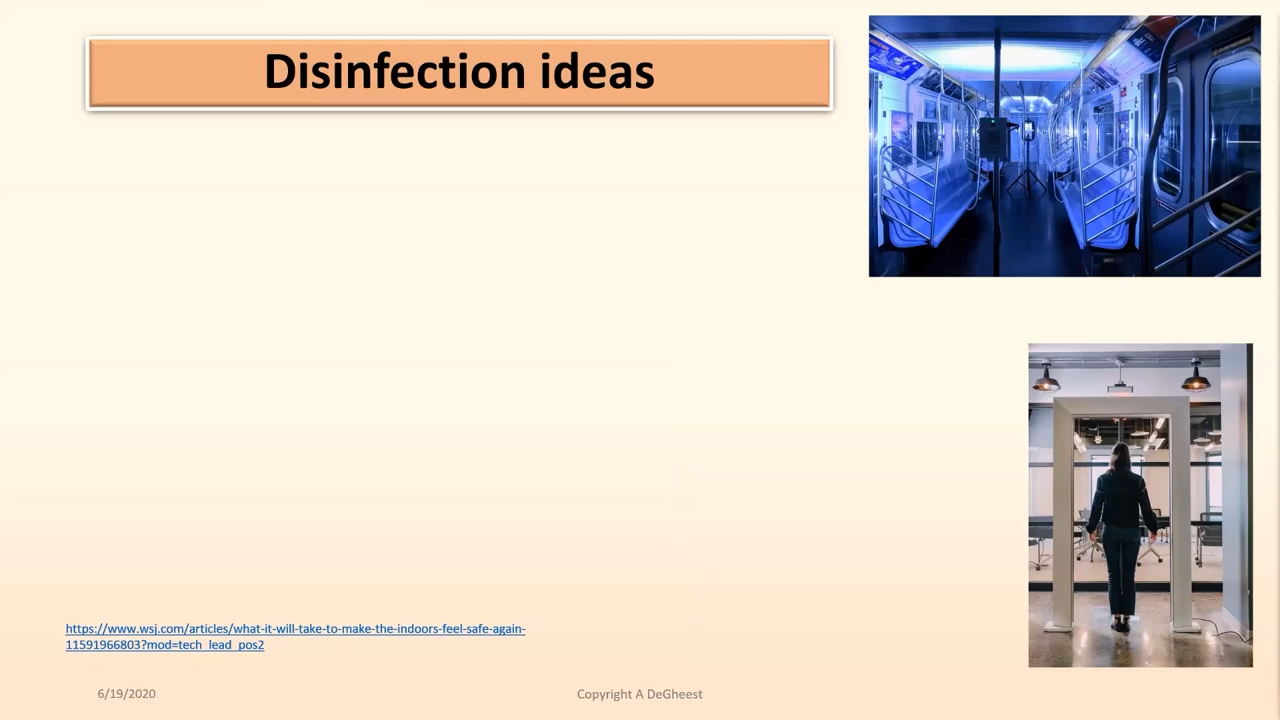 Disinfection ideas
https://www.wsj.com/articles/what-it-will-take-to-make-the-indoors-feel-safe-again-
11591966803?mod=tech_lead_pos2
6/19/2020
Copyright A DeGheest